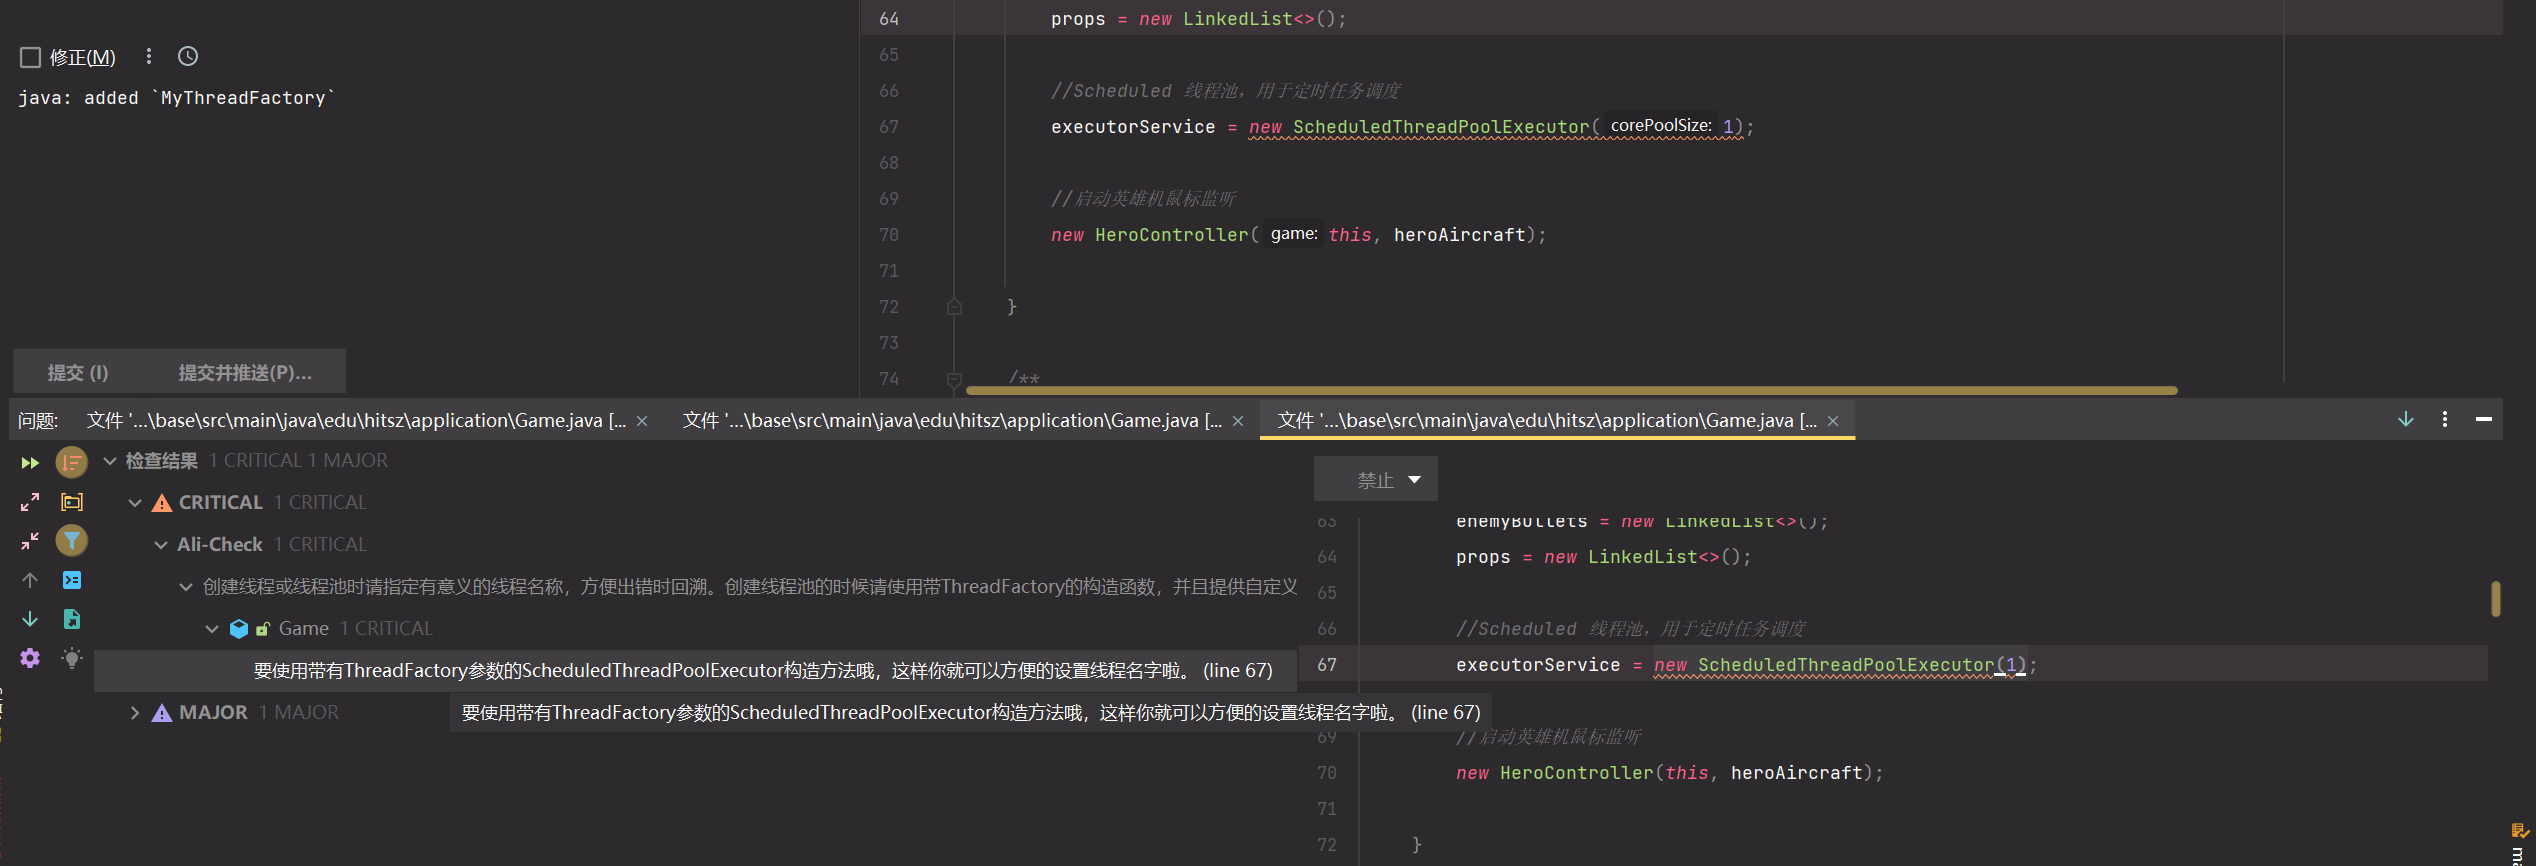 64 props = new LinkedList<>();
65
修正(M)
java: added `MyThreadFactory`
66 //Scheduled 线程池，用于定时任务调度
67 executorService = new ScheduledThreadPoolExecutor( corePoolSize: 1);
68
69 //启动英雄机鼠标监听
70 new HeroController( game: this, heroAircraft);
71
72 }
73
74 /**
提交 (I) 提交并推送(P)...
问题: 文件 '...\base\src\main\java\edu\hitsz\application\Game.java [... × 文件 '...\base\src\main\java\edu\hitsz\application\Game.java [... × 文件 '...\base\src\main\java\edu\hitsz\application\Game.java [... ×
检查结果 1 CRITICAL 1 MAJOR
CRITICAL 1 CRITICAL
Ali-Check 1 CRITICAL
创建线程或线程池时请指定有意义的线程名称，方便出错时回溯。创建线程池的时候请使用带ThreadFactory的构造函数，并且提供自定义
Game 1 CRITICAL
要使用带有ThreadFactory参数的ScheduledThreadPoolExecutor构造方法哦，这样你就可以方便的设置线程名字啦。 (line 67)
MAJOR 1 MAJOR
要使用带有ThreadFactory参数的ScheduledThreadPoolExecutor构造方法哦，这样你就可以方便的设置线程名字啦。 (line 67)
禁止
63 enemyBullets = new LinkedList<>();
64 props = new LinkedList<>();
65
66 //Scheduled 线程池，用于定时任务调度
67 executorService = new ScheduledThreadPoolExecutor(1);
69 //启动英雄机鼠标监听
70 new HeroController(this, heroAircraft);
71
72 }